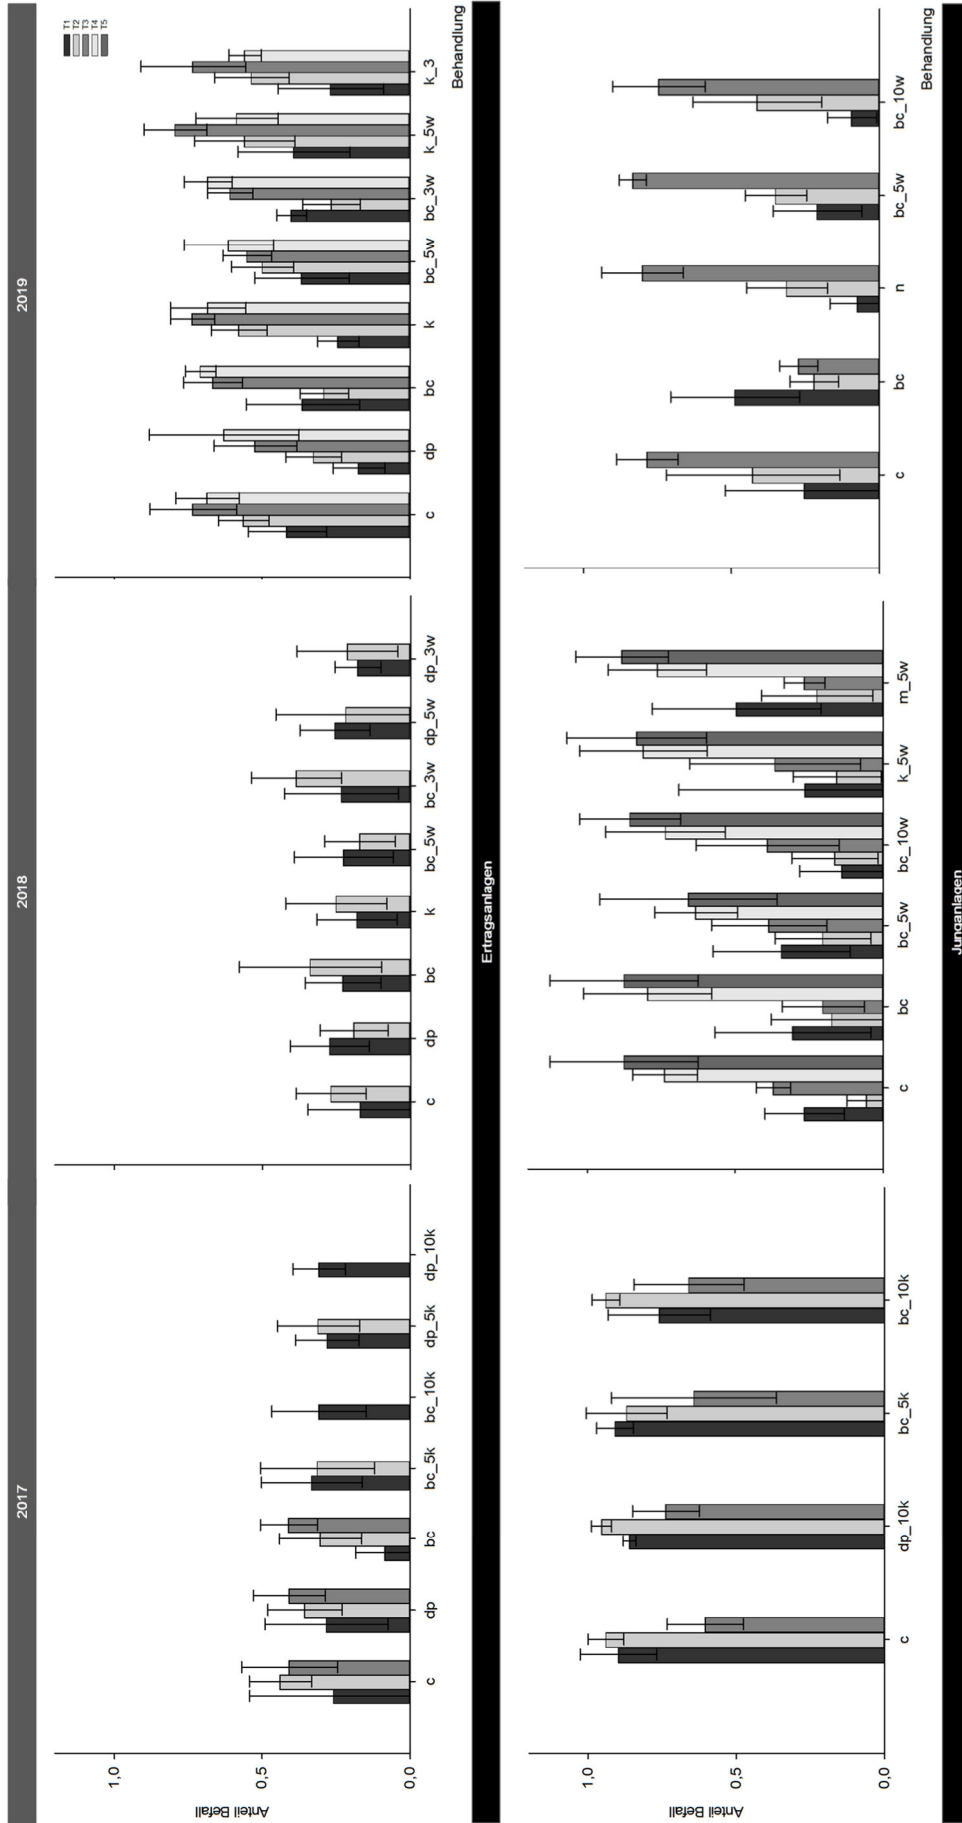 2017
2018
2019
T1
T2
T3
T4
T5
Anteil Befall
1,0
0,5
0,0
c
dp
bc
bc_5k
bc_10k
dp_5k
dp_10k
c
dp
bc
k
bc_5w
bc_3w
dp_5w
dp_3w
c
dp
bc
k
bc_5w
bc_3w
k_5w
k_3
Behandlung
Ertragsanlagen
Anteil Befall
1,0
0,5
0,0
c
dp_10k
bc_5k
bc_10k
c
bc
bc_5w
bc_10w
k_5w
m_5w
c
bc
n
bc_5w
bc_10w
Behandlung
Junganlagen